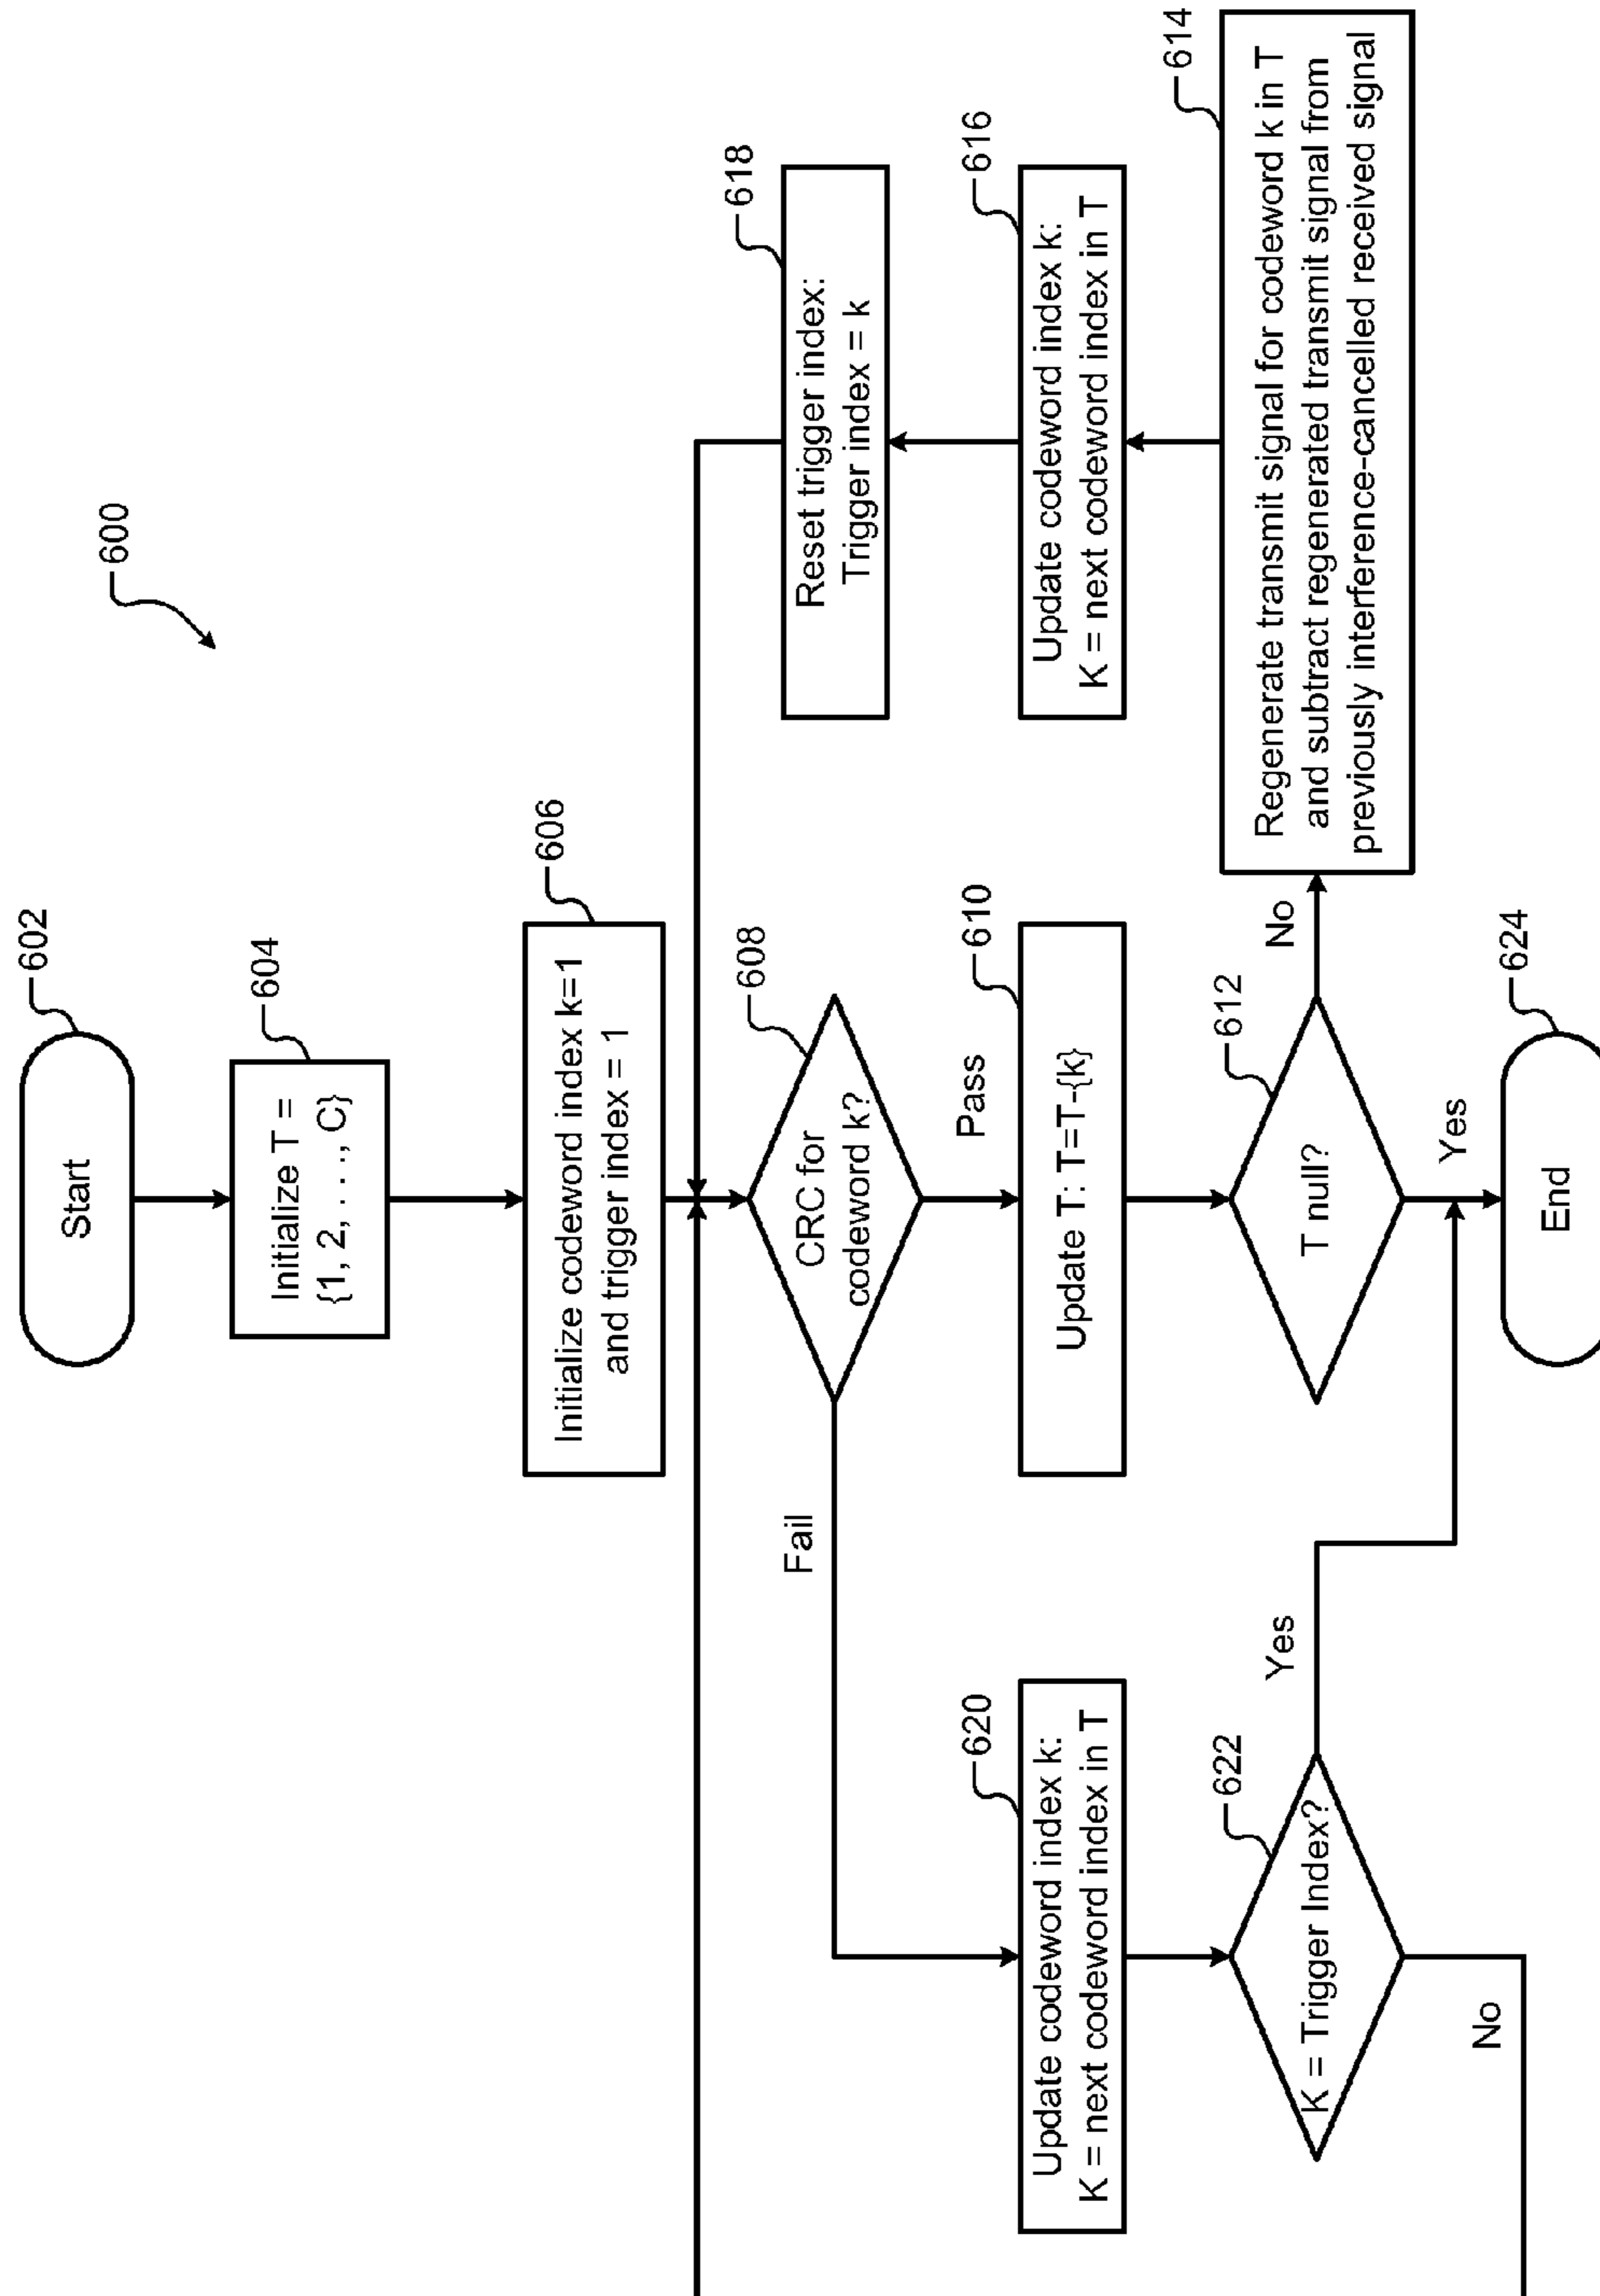 600
602
Start
604
Initialize T =
{1, 2, . . ., C}
606
Initialize codeword index k=1
and trigger index = 1
608
CRC for
codeword k?
Fail
Pass
610
Update T: T=T-{k}
612
T null?
No
Yes
614
Regenerate transmit signal for codeword k in T
and subtract regenerated transmit signal from
previously interference-cancelled received signal
616
Update codeword index k:
K = next codeword index in T
618
Reset trigger index:
Trigger index = k
620
Update codeword index k:
K = next codeword index in T
622
K = Trigger Index?
Yes
No
624
End